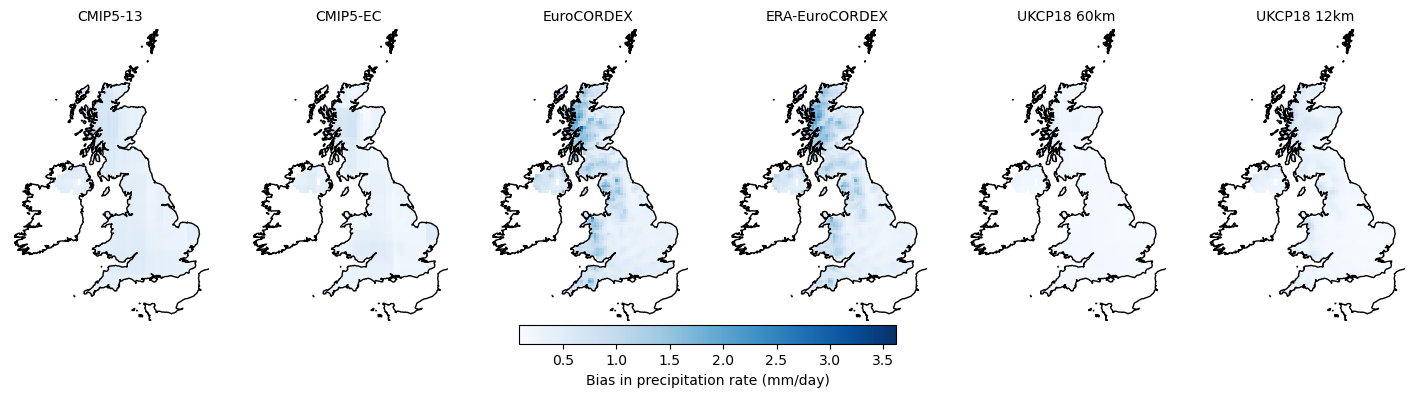 CMIP5-13 CMIP5-EC EuroCORDEX ERA-EuroCORDEX UKCP18 60km UKCP18 12km
0.5 1.0 1.5 2.0 2.5 3.0 3.5
Bias in precipitation rate (mm/day)